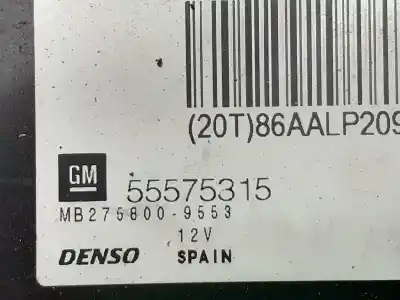 (20T)86AALP209
GM 55575315
MB275800-9553
12V
DENSO SPAIN